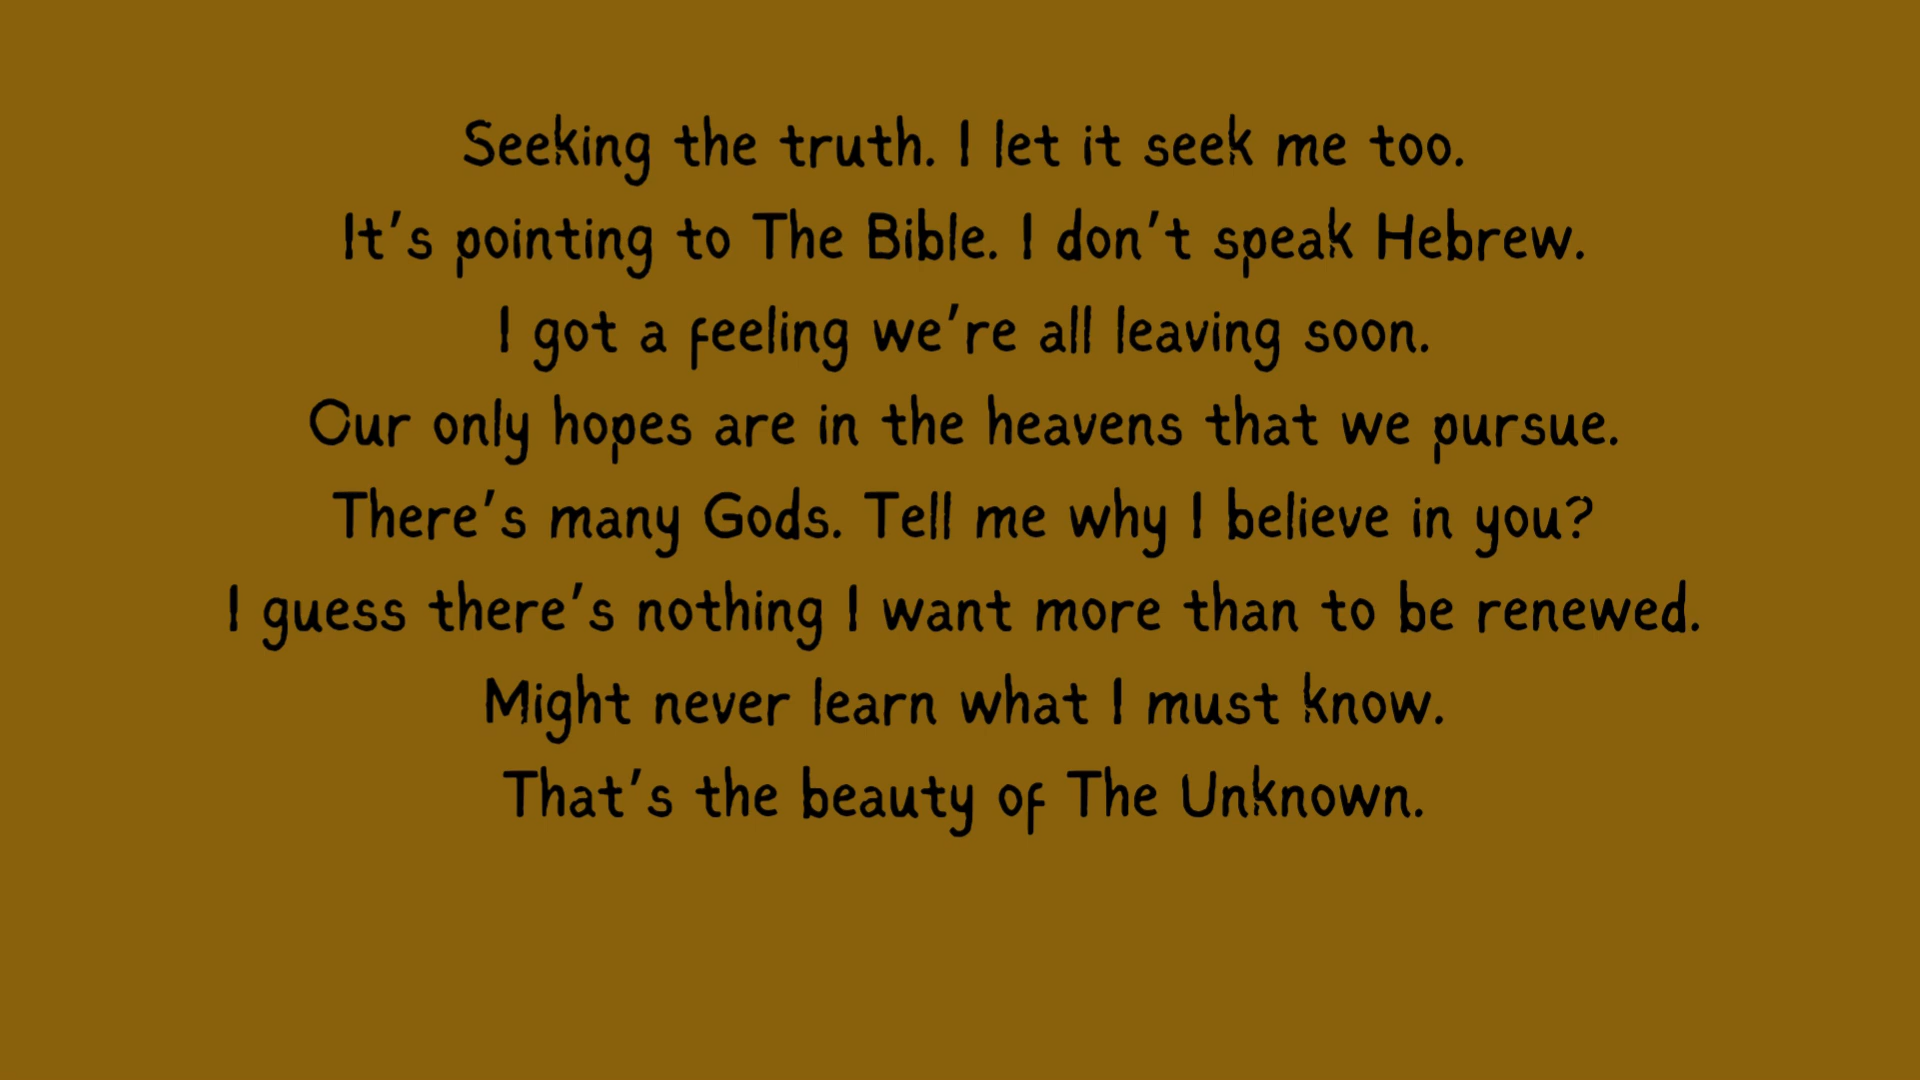 Seeking the truth. I let it seek me too.
It's pointing to The Bible. I don't speak Hebrew.
I got a feeling we're all leaving soon.
Our only hopes are in the heavens that we pursue.
There's many Gods. Tell me why I believe in you?
I guess there's nothing I want more than to be renewed.
Might never learn what I must know.
That's the beauty of The Unknown.